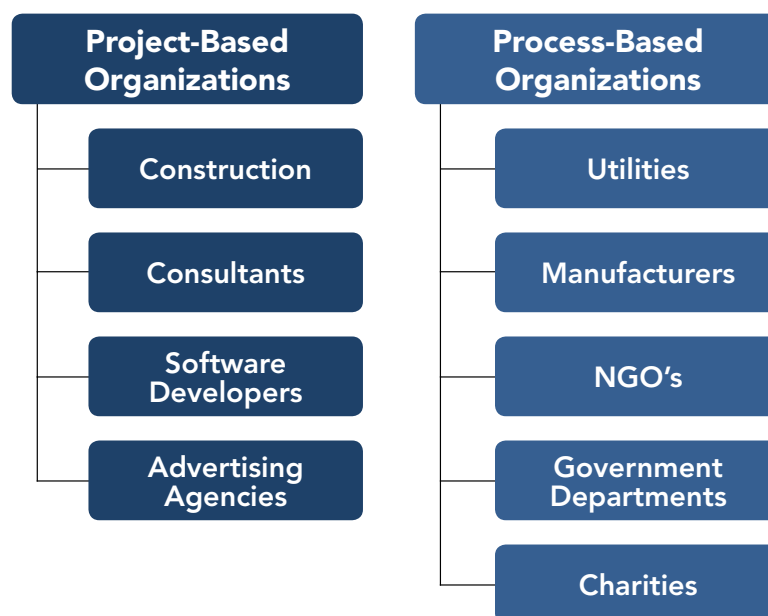 Project-Based
Organizations
Construction
Consultants
Software
Developers
Advertising
Agencies
Process-Based
Organizations
Utilities
Manufacturers
NGO’s
Government
Departments
Charities